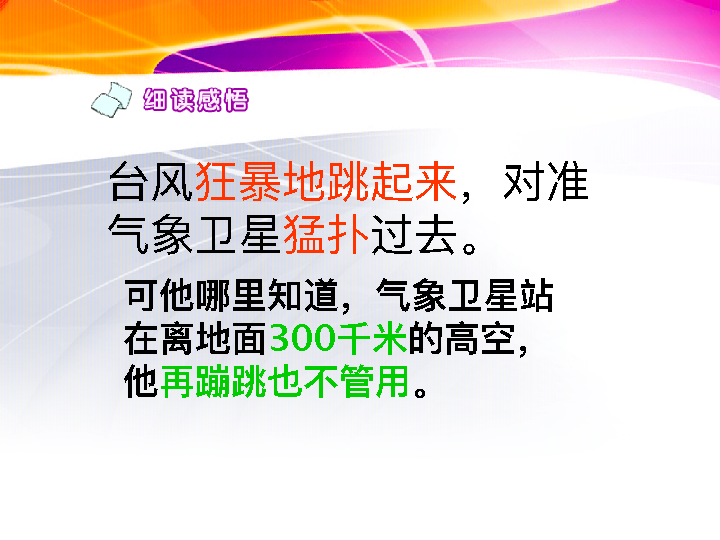 细读感悟
台风狂暴地跳起来，对准
气象卫星猛扑过去。
可他哪里知道，气象卫星站
在离地面300千米的高空，
他再蹦跳也不管用。